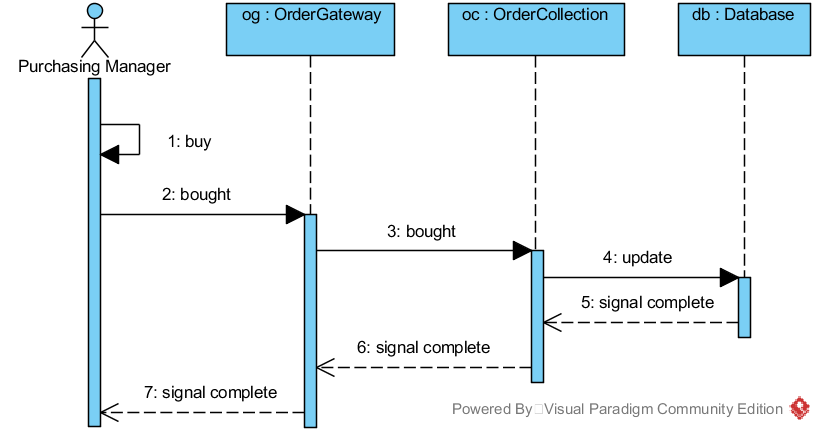 og : OrderGateway
oc : OrderCollection
db : Database
Purchasing Manager
1: buy
2: bought
3: bought
4: update
5: signal complete
6: signal complete
7: signal complete
Powered By Visual Paradigm Community Edition